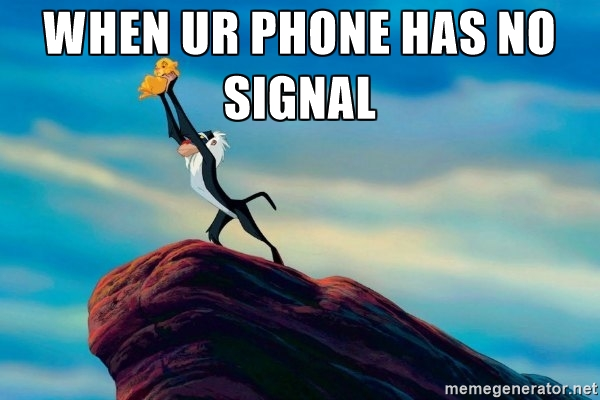 WHEN UR PHONE HAS NO
SIGNAL
memegenerator.net